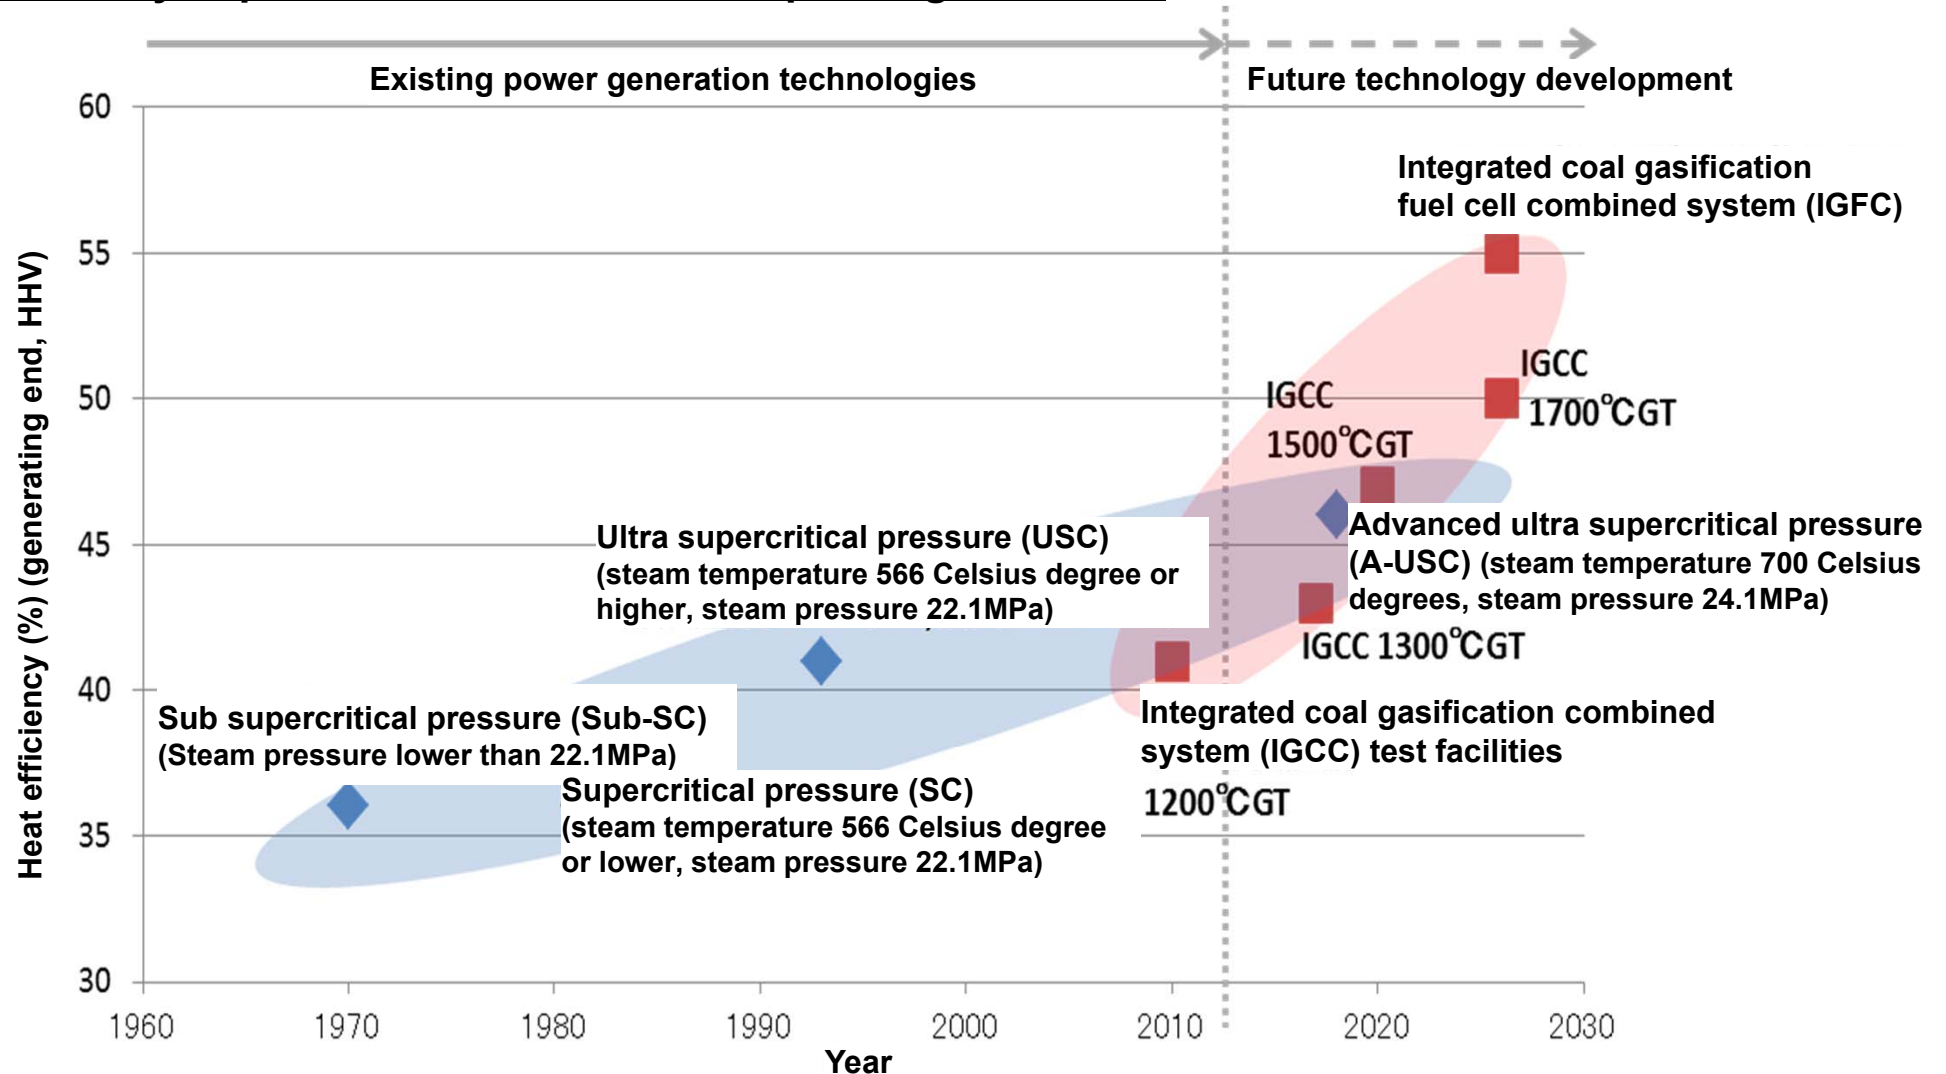 Existing power generation technologies
Future technology development
60
55
50
45
40
35
30
Heat efficiency (%) (generating end, HHV)
Integrated coal gasification
fuel cell combined system (IGFC)
IGCC
1700℃GT
IGCC
1500℃GT
Ultra supercritical pressure (USC)
(steam temperature 566 Celsius degree or
higher, steam pressure 22.1MPa)
Advanced ultra supercritical pressure
(A-USC) (steam temperature 700 Celsius
degrees, steam pressure 24.1MPa)
IGCC 1300℃GT
Sub supercritical pressure (Sub-SC)
(Steam pressure lower than 22.1MPa)
Integrated coal gasification combined
system (IGCC) test facilities
1200℃GT
Supercritical pressure (SC)
(steam temperature 566 Celsius degree
or lower, steam pressure 22.1MPa)
1960
1970
1980
1990
2000
2010
2020
2030
Year